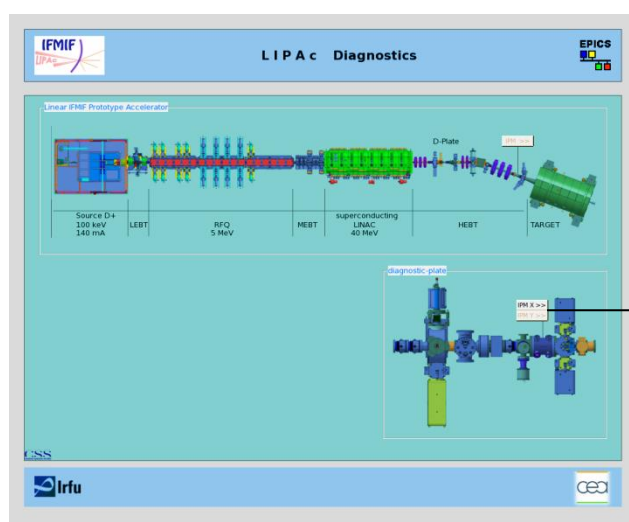 IFMIF
LIPAc
LIPAc Diagnostics
EPICS
Linear IFMIF Prototype Accelerator
D-Plate
IPM >>
Source D+
100 keV
140 mA
LEBT
RFQ
5 MeV
MEBT
superconducting
LINAC
40 MeV
HEBT
TARGET
diagnostic-plate
IPM X >>
IPM Y >>
CSS
Irfu
cea